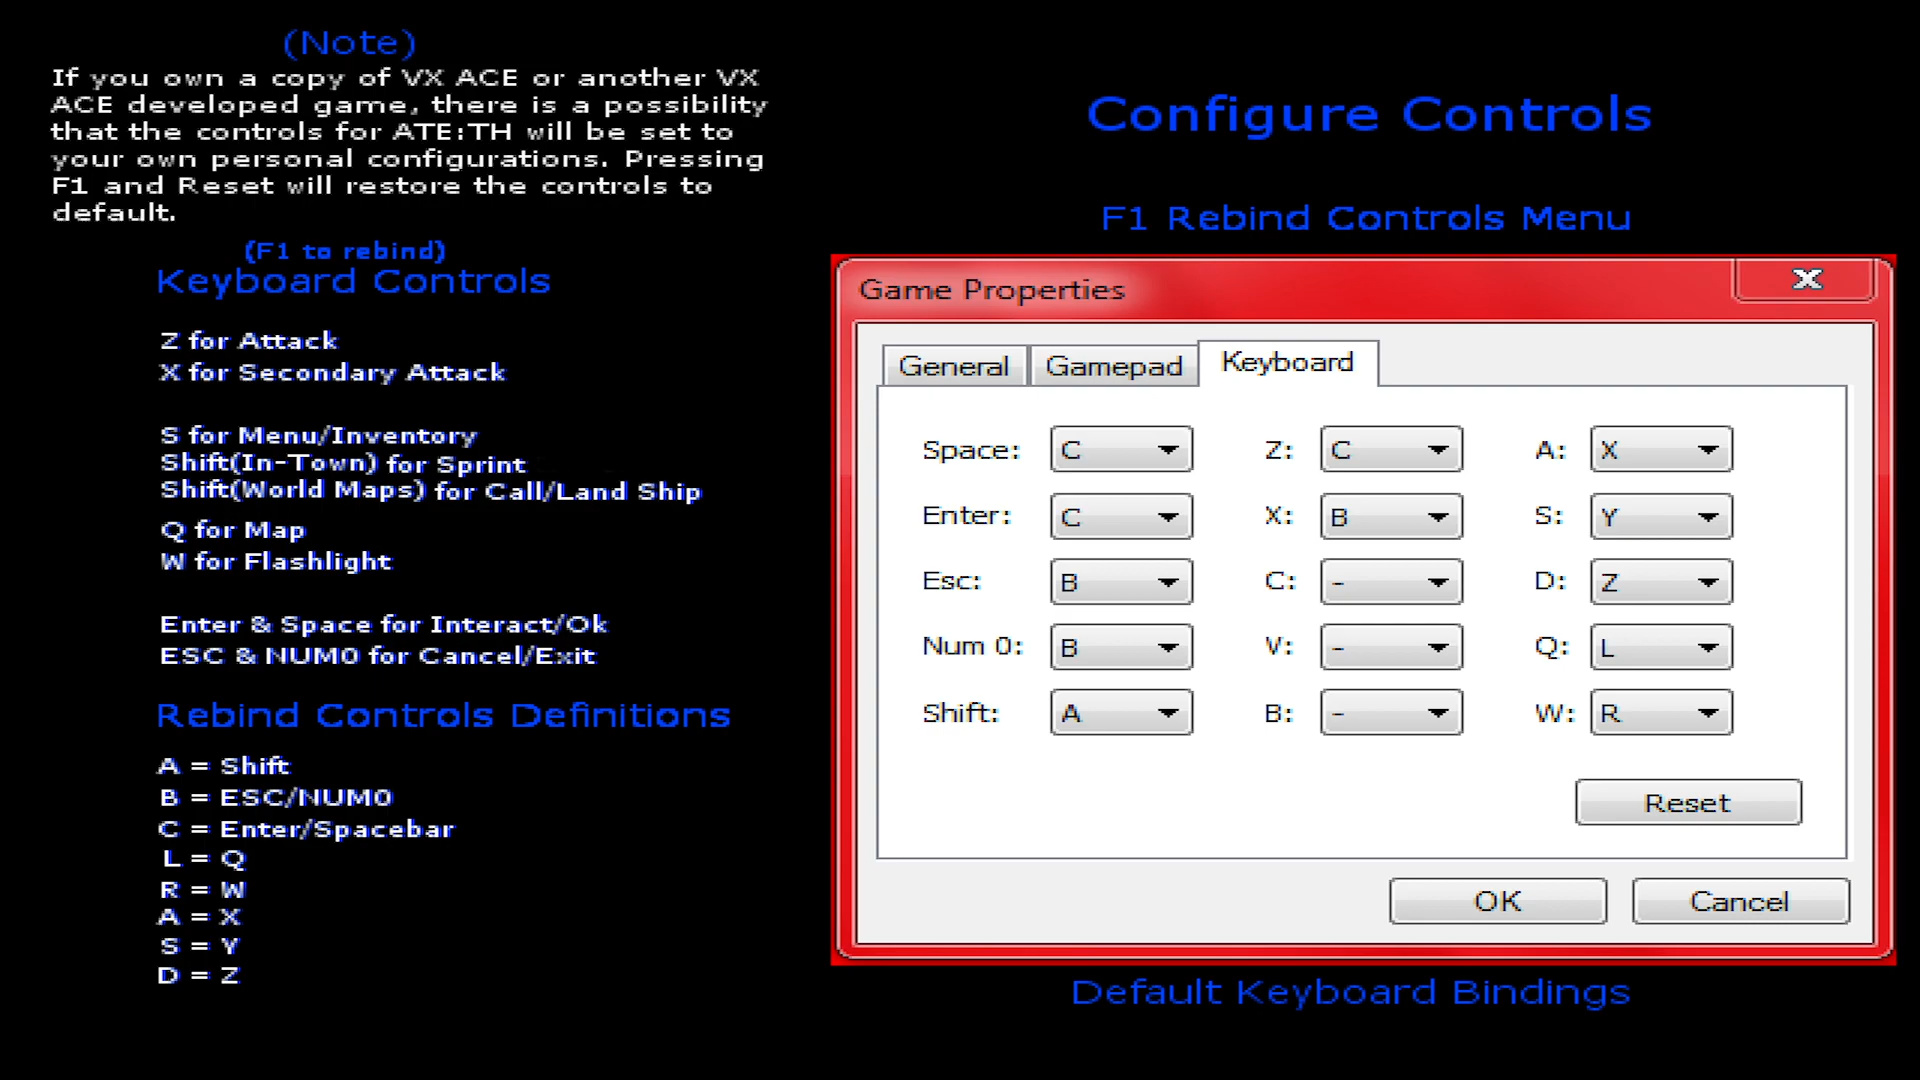 (Note)
If you own a copy of VX ACE or another VX
ACE developed game, there is a possibility
that the controls for ATE:TH will be set to
your own personal configurations. Pressing
F1 and Reset will restore the controls to
default.
(F1 to rebind)
Keyboard Controls
Z for Attack
X for Secondary Attack
S for Menu/Inventory
Shift(In-Town) for Sprint
Shift(World Maps) for Call/Land Ship
Q for Map
W for Flashlight
Enter & Space for Interact/Ok
ESC & NUM0 for Cancel/Exit
Rebind Controls Definitions
A = Shift
B = ESC/NUM0
C = Enter/Spacebar
L = Q
R = W
A = X
S = Y
D = Z
Configure Controls
F1 Rebind Controls Menu
Game Properties
General Gamepad Keyboard
Space: C Z: C A: X
Enter: C X: B S: Y
Esc: B C: - D: Z
Num 0: B V: - Q: L
Shift: A B: - W: R
Reset
OK Cancel
Default Keyboard Bindings